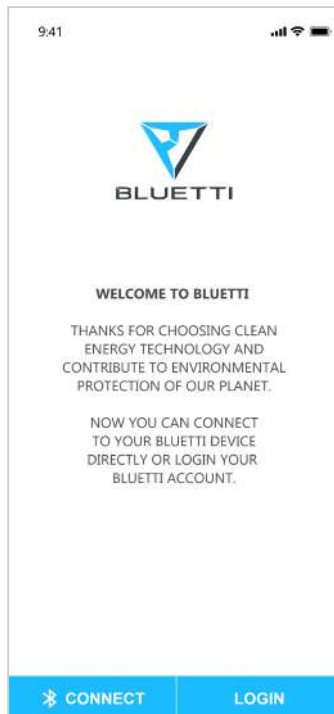 9:41
BLUETTI
WELCOME TO BLUETTI
THANKS FOR CHOOSING CLEAN
ENERGY TECHNOLOGY AND
CONTRIBUTE TO ENVIRONMENTAL
PROTECTION OF OUR PLANET.
NOW YOU CAN CONNECT
TO YOUR BLUETTI DEVICE
DIRECTLY OR LOGIN YOUR
BLUETTI ACCOUNT.
CONNECT LOGIN